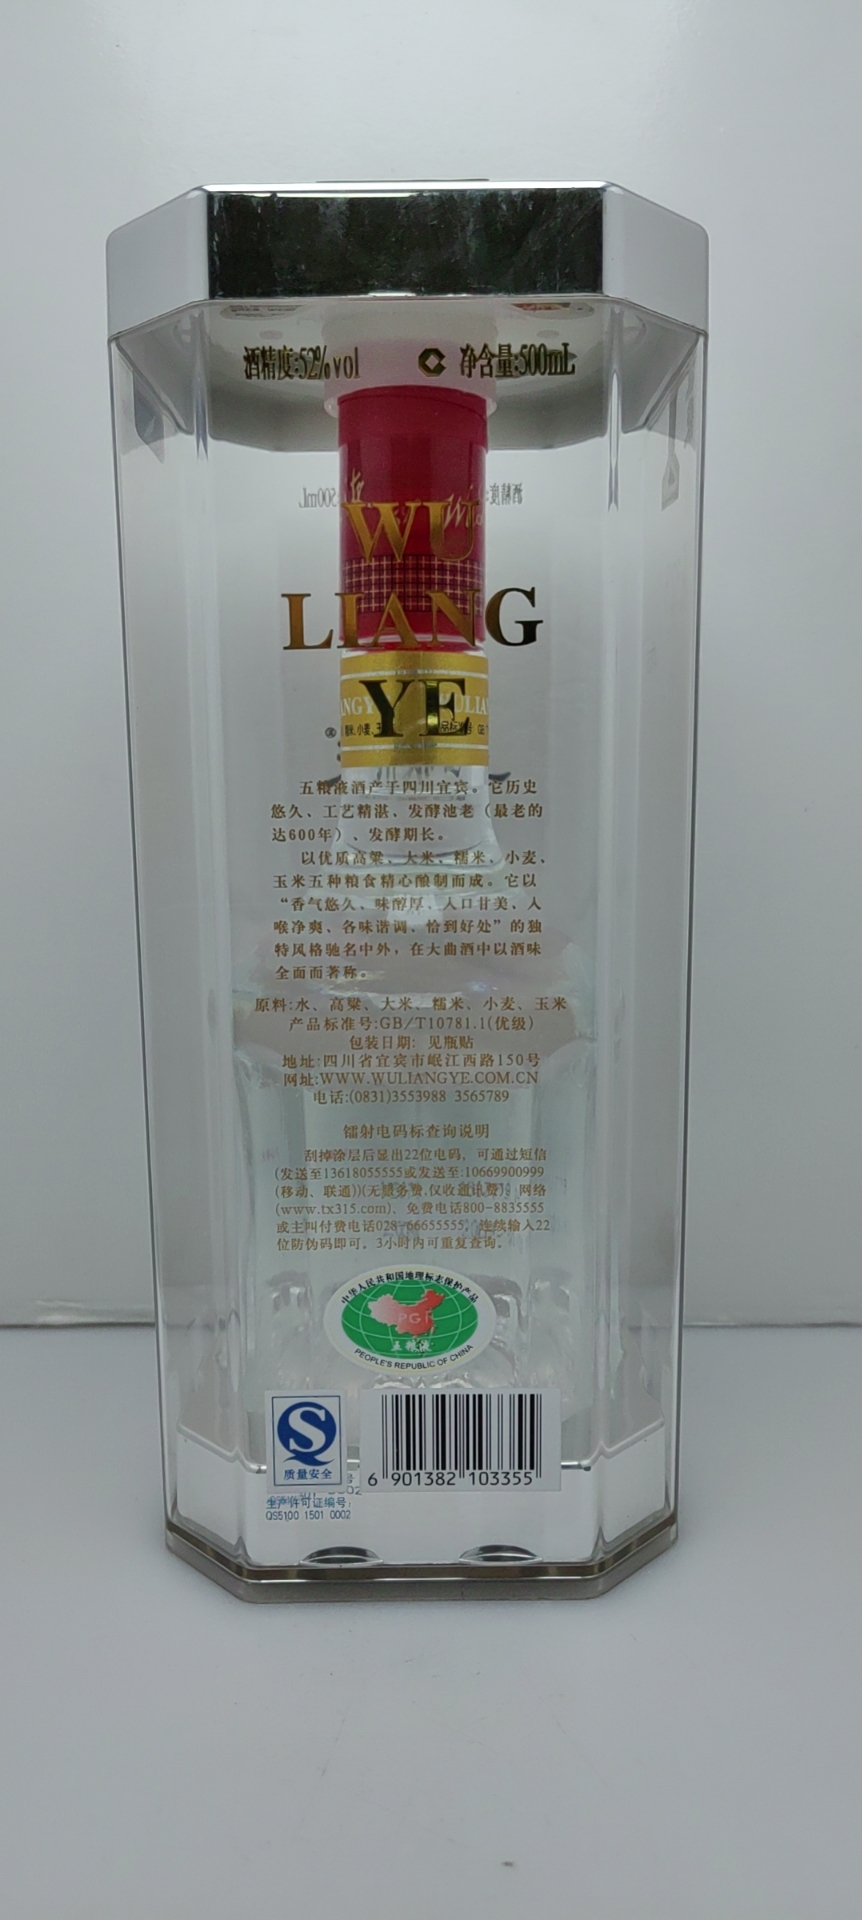 酒精度:52%vol 净含量:500mL
WU
LIANG
YE
五粮液酒产于四川宜宾。它历史
悠久、工艺精湛、发酵池老（最老的
达600年）、发酵期长。
以优质高粱、大米、糯米、小麦、
玉米五种粮食精心酿制而成。它以
“香气悠久、味醇厚、入口甘美、入
喉净爽、各味谐调、恰到好处”的独
特风格驰名中外，在大曲酒中以酒味
全面而著称。
原料:水、高粱、大米、糯米、小麦、玉米
产品标准号:GB/T10781.1(优级)
包装日期: 见瓶贴
地址:四川省宜宾市岷江西路150号
网址:WWW.WULIANGYE.COM.CN
电话:(0831)3553988 3565789
镭射电码标查询说明
刮掉涂层后显出22位电码，可通过短信
(发送至13618055555或发送至:10669900999
(移动、联通))(无服务费,仅收通讯费)、网络
(www.tx315.com)、免费电话800-8835555
或主叫付费电话028-66655555，连续输入22
位防伪码即可。3小时内可重复查询。
中华人民共和国地理标志保护产品
PGP
五粮液
PEOPLE'S REPUBLIC OF CHINA
质量安全
6 901382 103355
生产许可证编号:
QS5100 1501 0002